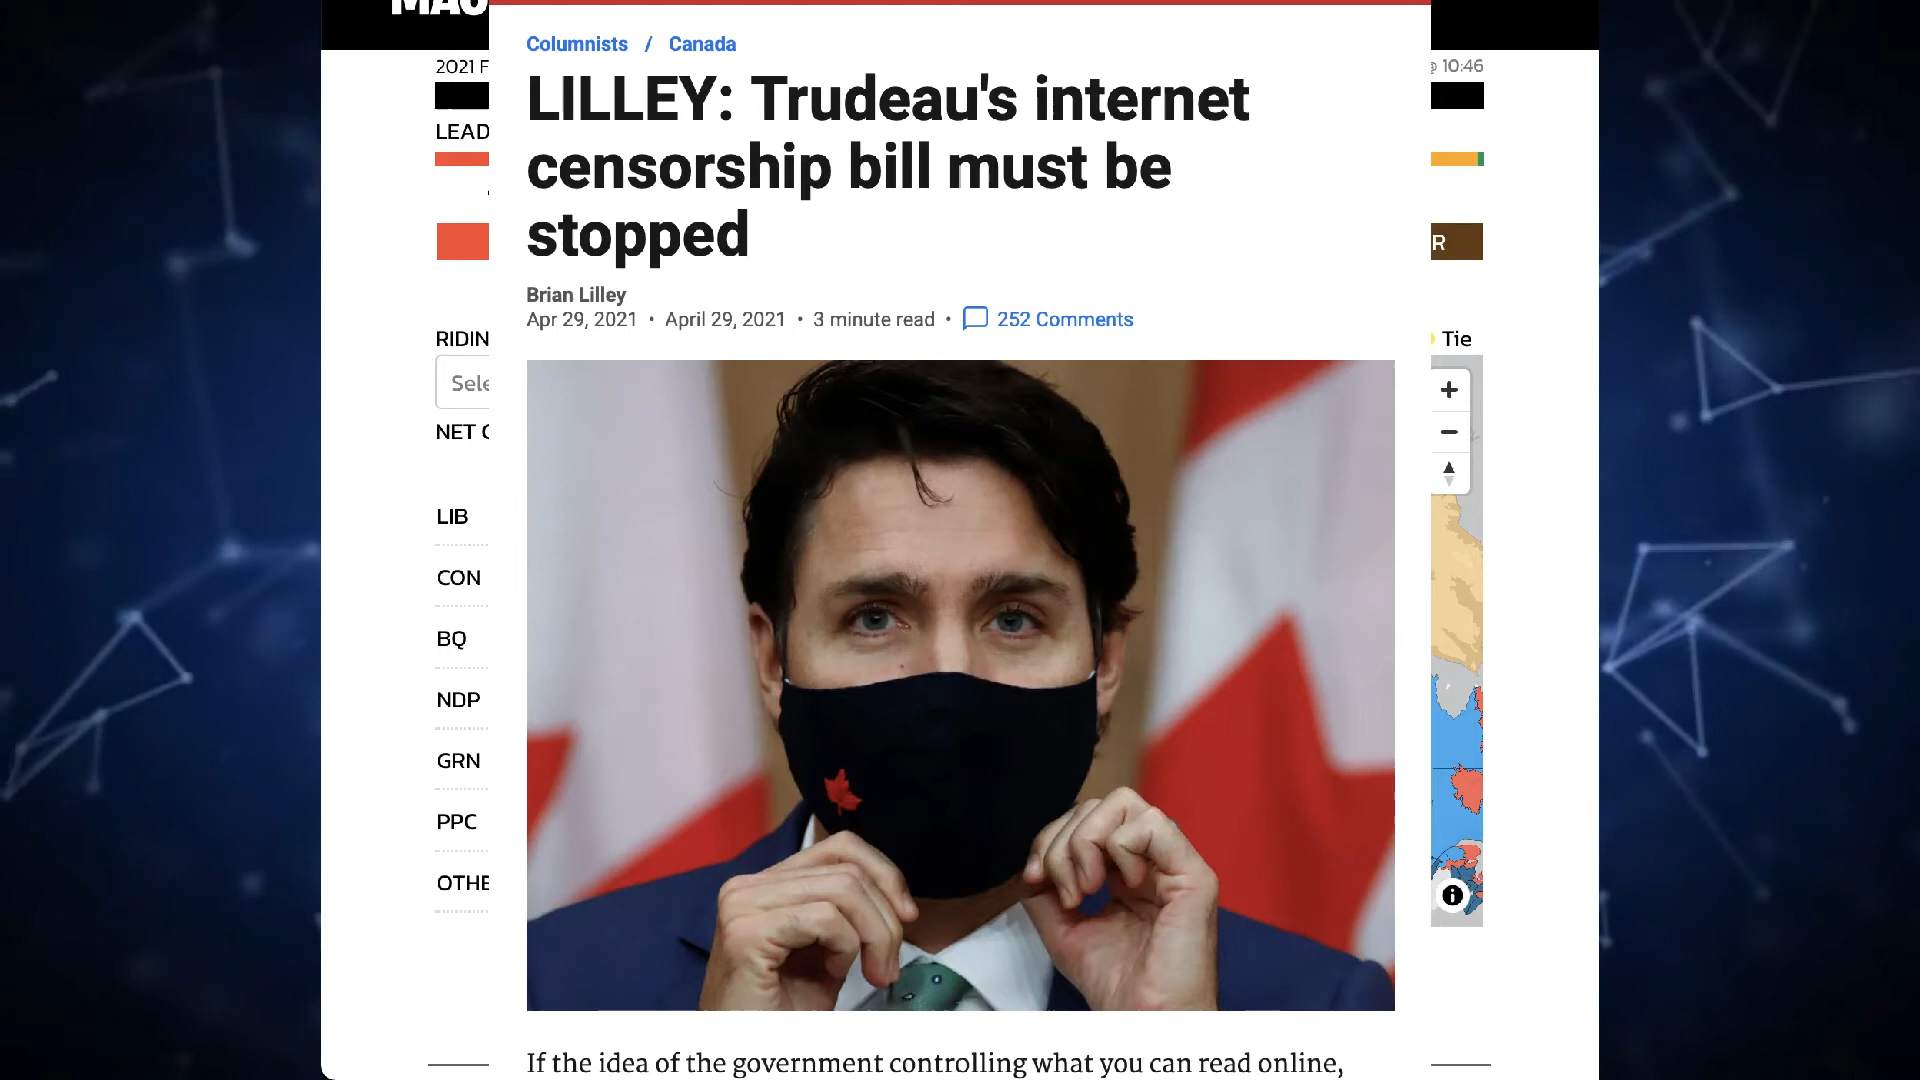 Columnists / Canada
LILLEY: Trudeau's internet
censorship bill must be
stopped
Brian Lilley
Apr 29, 2021 • April 29, 2021 • 3 minute read • 252 Comments
If the idea of the government controlling what you can read online,
2021 F
LEAD
RIDIN
Sele
NET
LIB
CON
BQ
NDP
GRN
PPC
OTHE
@ 10:46
R
Tie